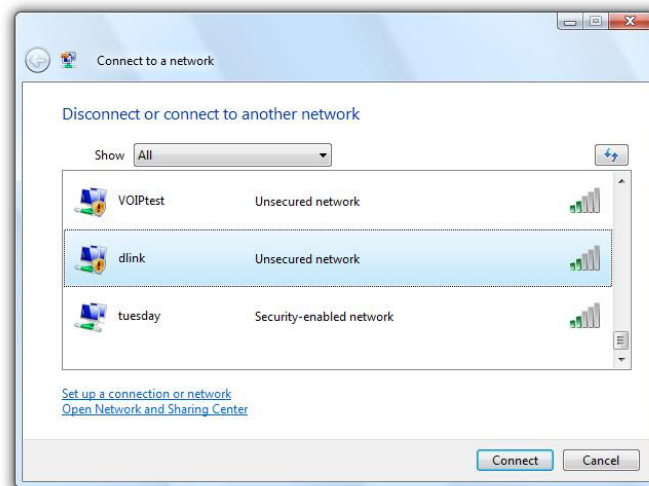 Connect to a network
Disconnect or connect to another network
Show All
VOIPtest Unsecured network
dlink Unsecured network
tuesday Security-enabled network
Set up a connection or network
Open Network and Sharing Center
Connect Cancel